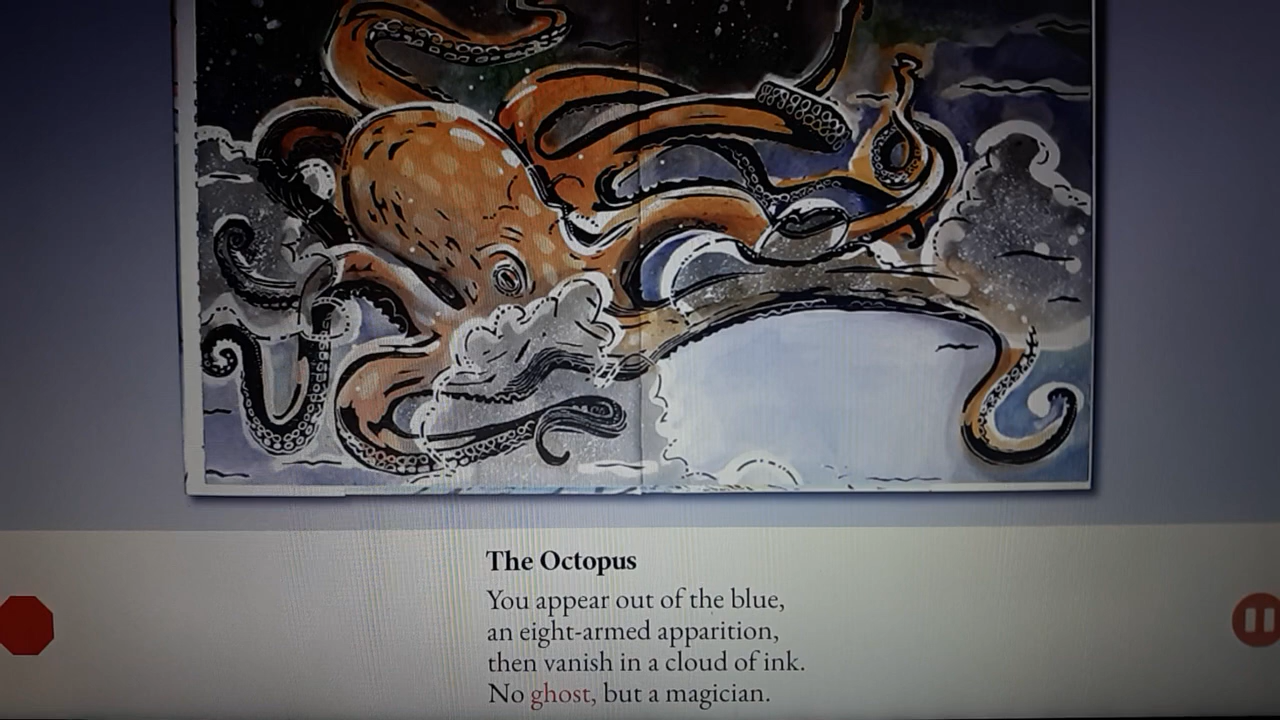 The Octopus
You appear out of the blue,
an eight-armed apparition,
then vanish in a cloud of ink.
No ghost, but a magician.